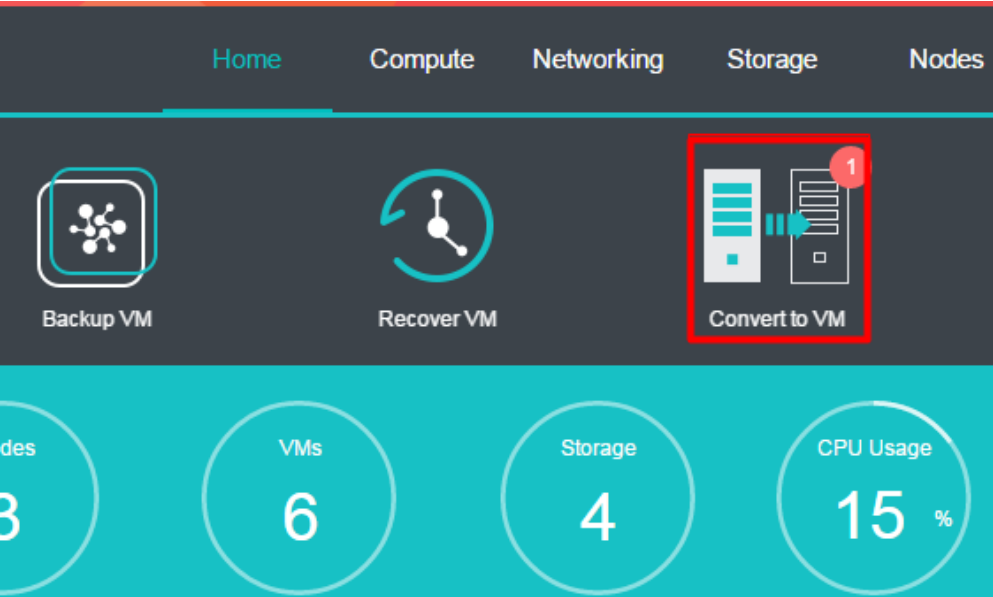 Home Compute Networking Storage Nodes
1
Backup VM Recover VM Convert to VM
VMs Storage CPU Usage
6 4 15 %